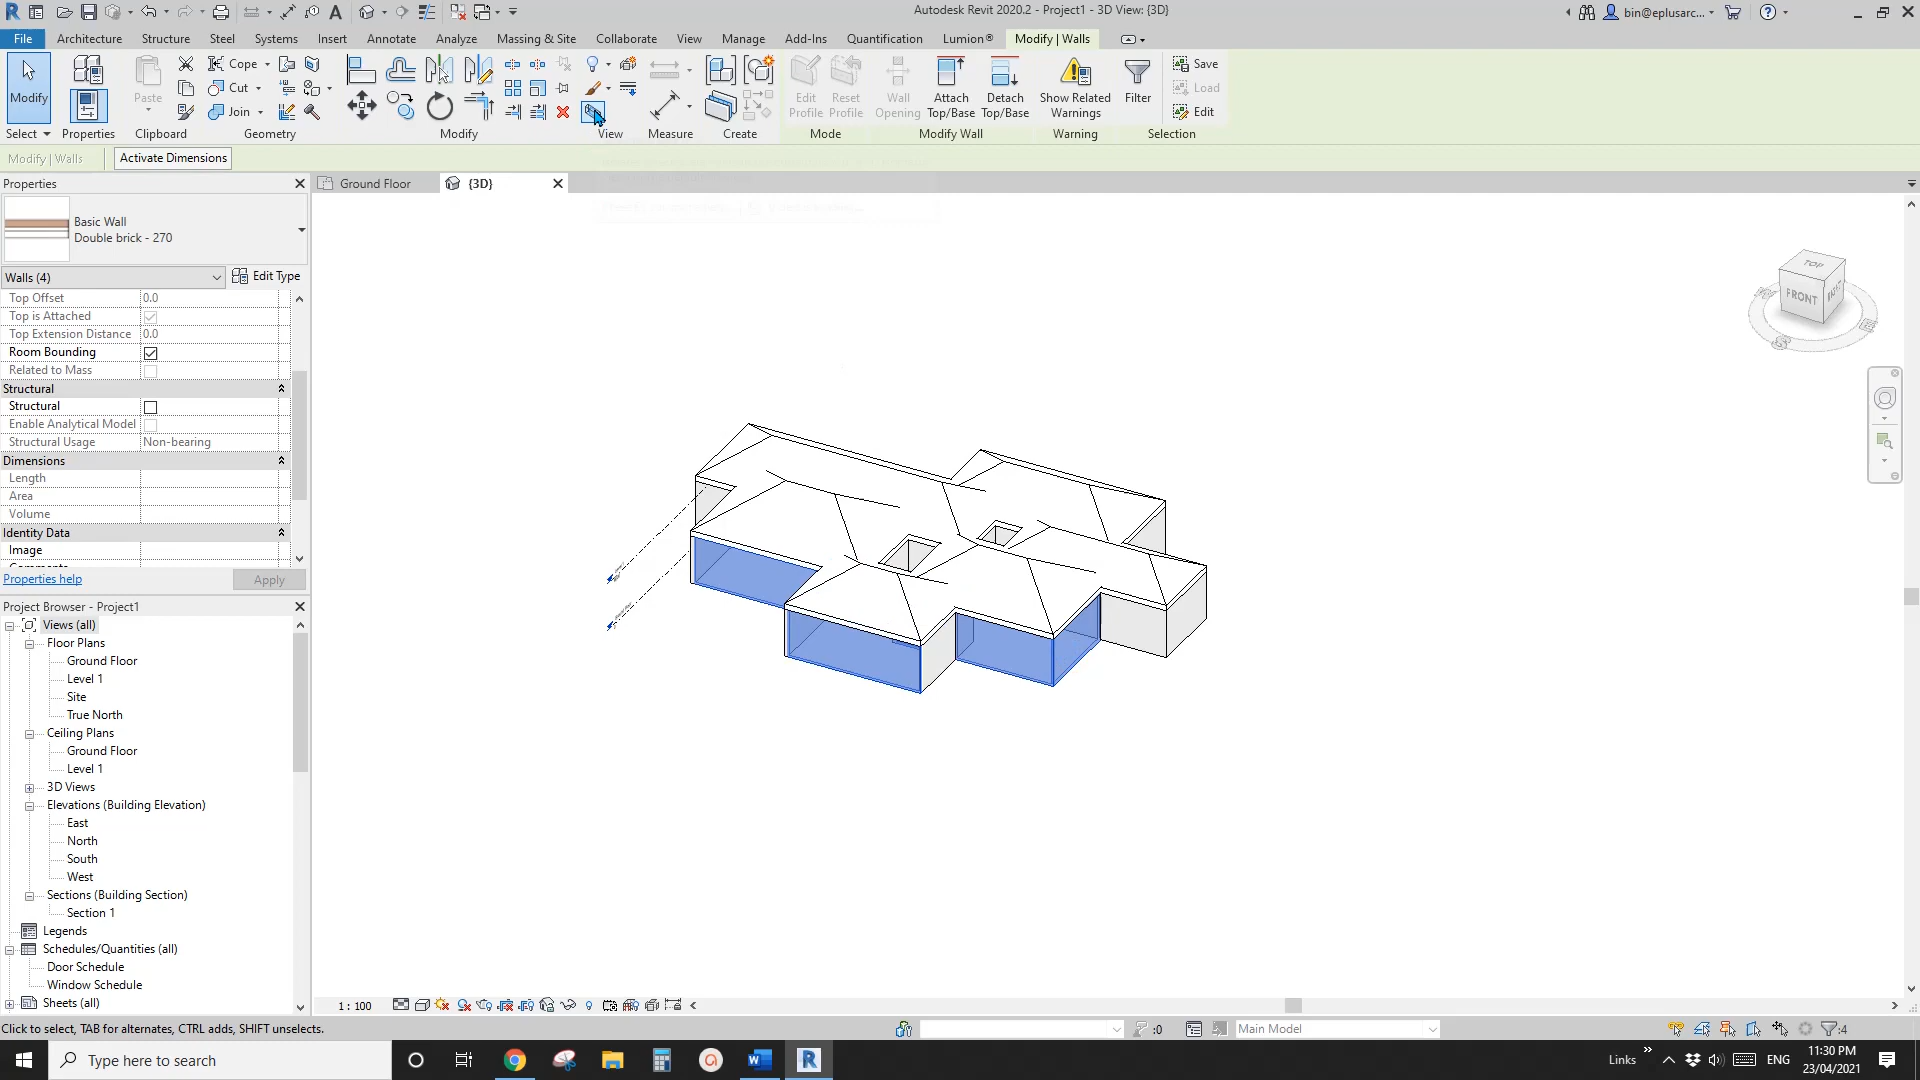 Autodesk Revit 2020.2 - Project1 - 3D View: {3D}
bin@eplusarc...
File Architecture Structure Steel Systems Insert Annotate Analyze Massing & Site Collaborate View Manage Add-Ins Quantification Lumion® Modify | Walls
Modify
Select
Properties
Paste
Clipboard
Cope
Cut
Join
Geometry
Modify
View
Measure
Create
Edit
Profile
Reset
Profile
Mode
Wall
Opening
Attach
Top/Base
Detach
Top/Base
Modify Wall
Show Related
Warnings
Warning
Filter
Save
Load
Edit
Selection
Modify | Walls
Activate Dimensions
Properties
Ground Floor
{3D}
Basic Wall
Double brick - 270
Walls (4)
Edit Type
Top Offset 0.0
Top is Attached
Top Extension Distance 0.0
Room Bounding
Related to Mass
Structural
Structural
Enable Analytical Model
Structural Usage Non-bearing
Dimensions
Length
Area
Volume
Identity Data
Image
Properties help
Apply
Project Browser - Project1
Views (all)
Floor Plans
Ground Floor
Level 1
Site
True North
Ceiling Plans
Ground Floor
Level 1
3D Views
Elevations (Building Elevation)
East
North
South
West
Sections (Building Section)
Section 1
Legends
Schedules/Quantities (all)
Door Schedule
Window Schedule
Sheets (all)
TOP
FRONT
1 : 100
Click to select, TAB for alternates, CTRL adds, SHIFT unselects.
:0
Main Model
:4
Type here to search
Links
ENG
11:30 PM
23/04/2021